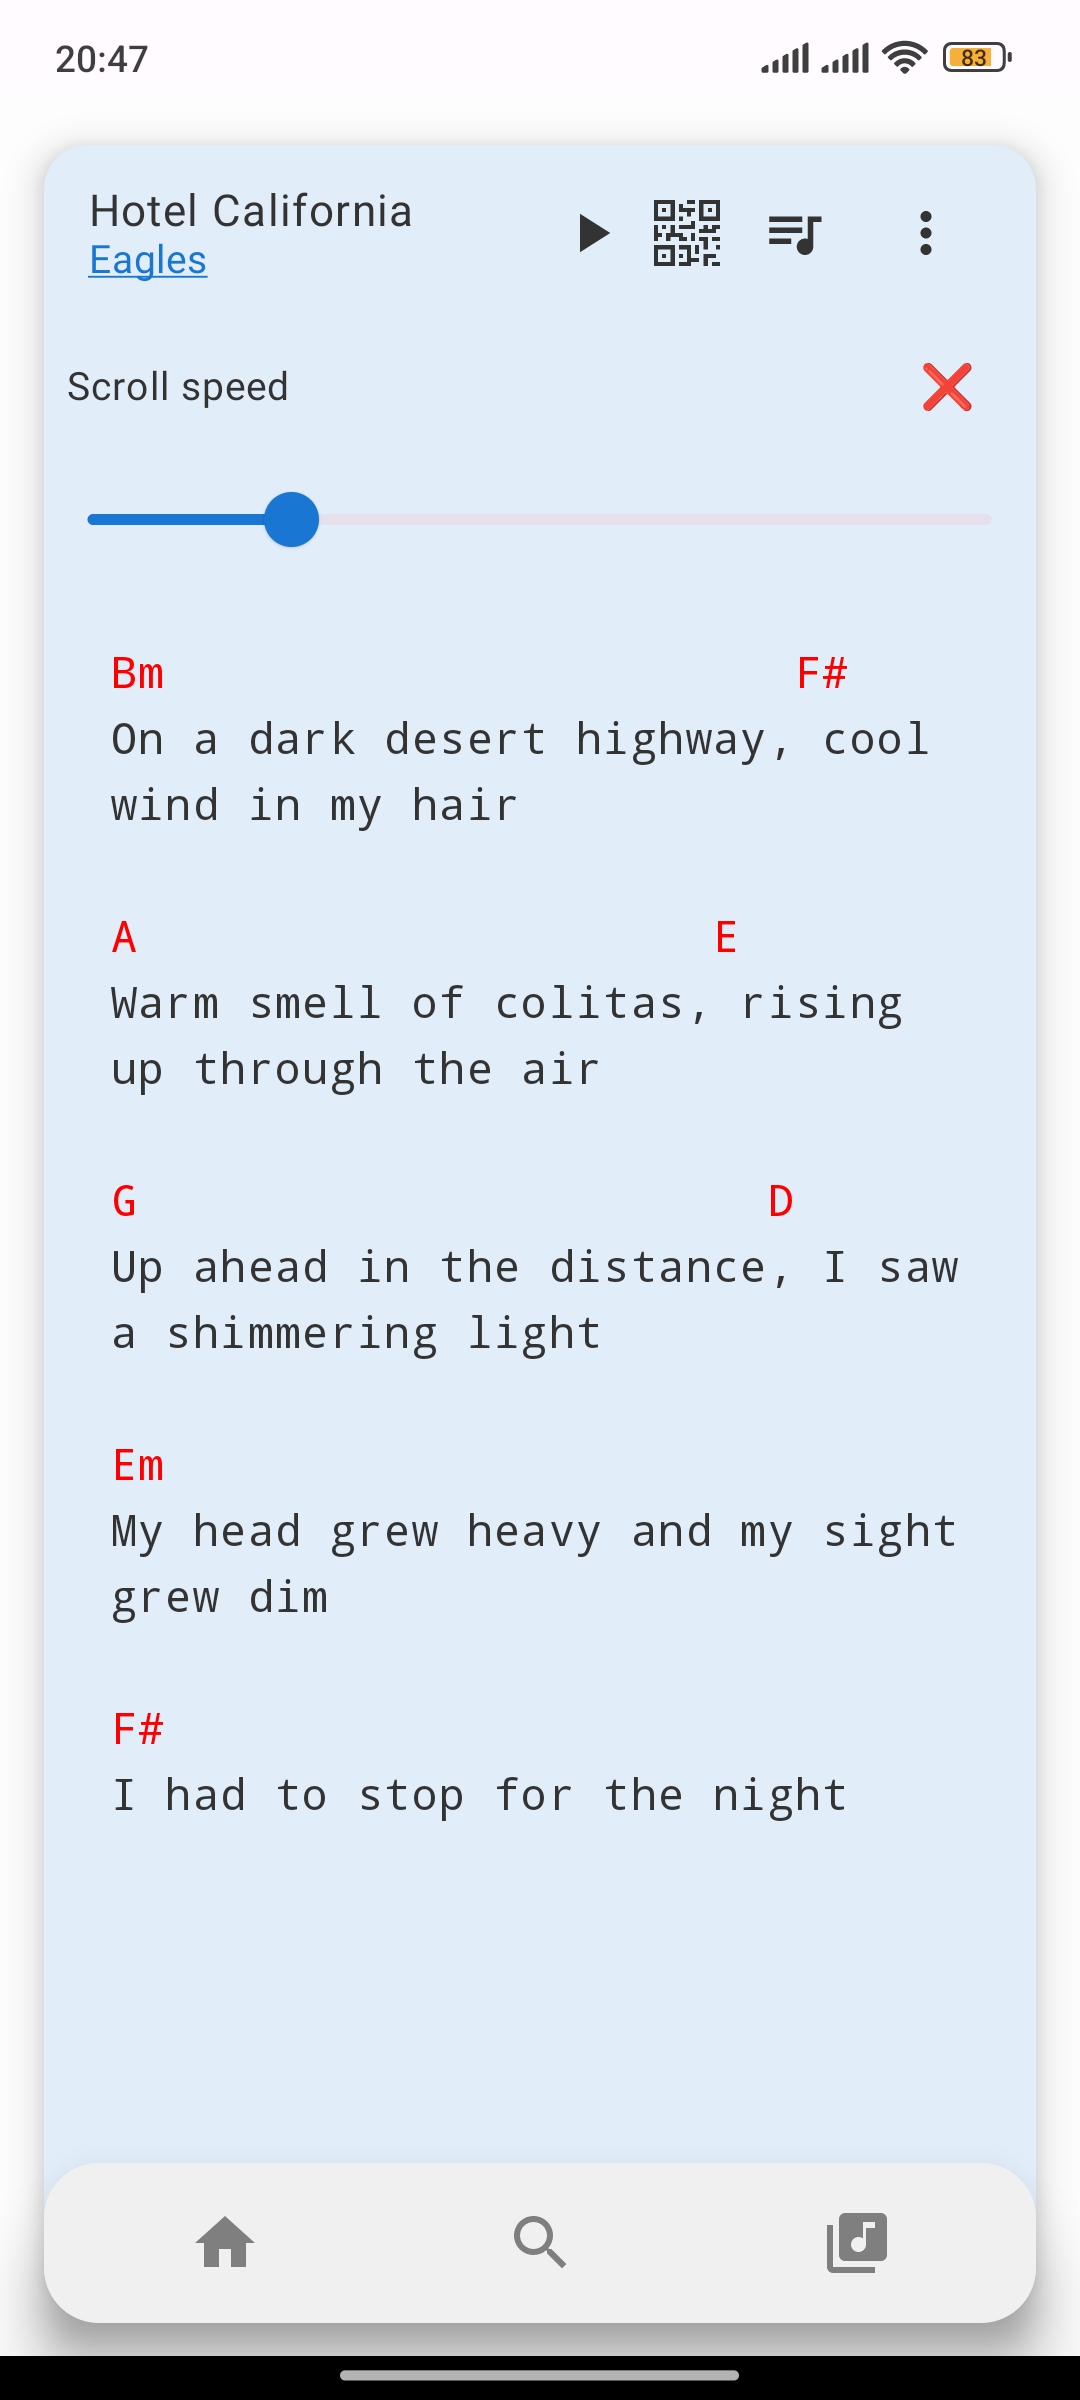 20:47
83
Hotel California
Eagles
Scroll speed
Bm F#
On a dark desert highway, cool
wind in my hair
A E
Warm smell of colitas, rising
up through the air
G D
Up ahead in the distance, I saw
a shimmering light
Em
My head grew heavy and my sight
grew dim
F#
I had to stop for the night